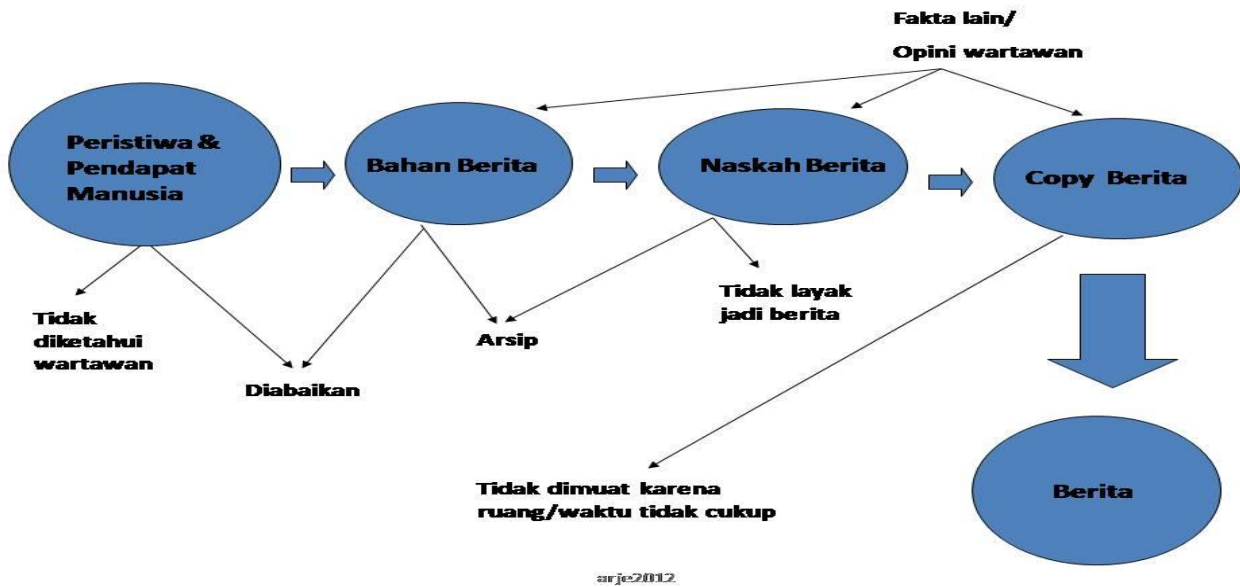 Fakta lain/
Opini wartawan
Peristiwa &
Pendapat
Manusia
Bahan Berita
Naskah Berita
Copy Berita
Tidak
diketahui
wartawan
Diabaikan
Arsip
Tidak layak
jadi berita
Tidak dimuat karena
ruang/waktu tidak cukup
Berita
arje2012